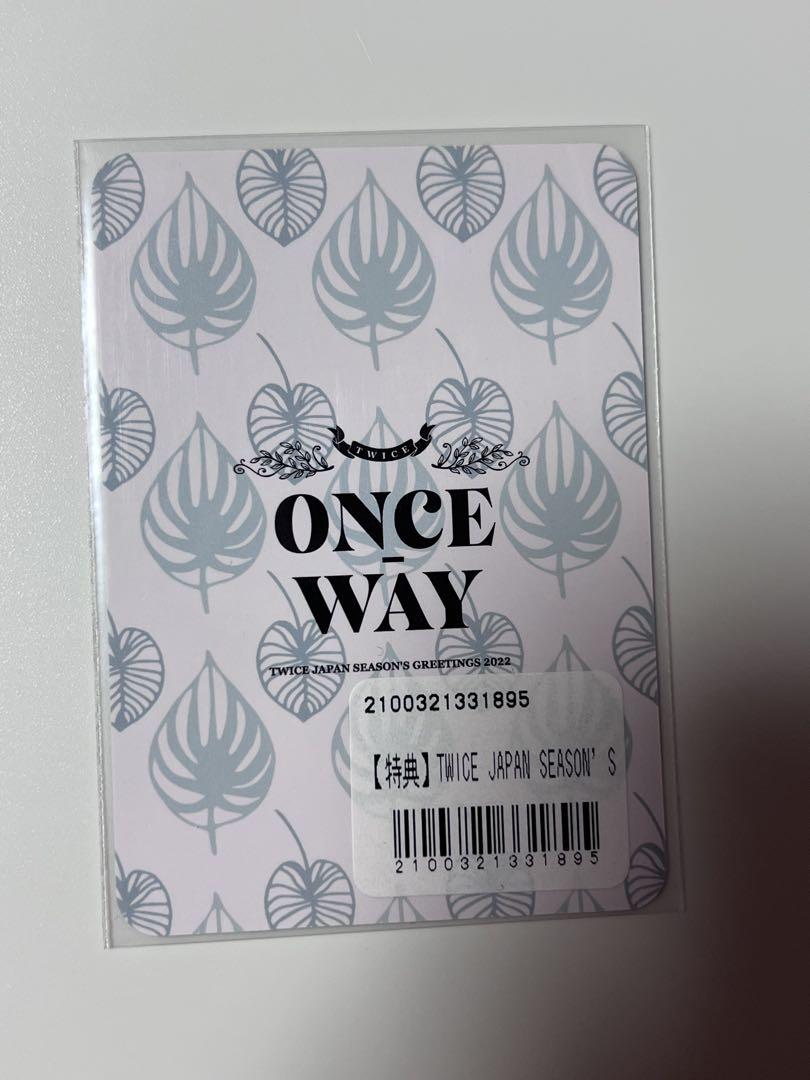 TWICE
ONCE
-
WAY
TWICE JAPAN SEASON'S GREETINGS 2022
2100321331895
【特典】TWICE JAPAN SEASON' S
2100321331895